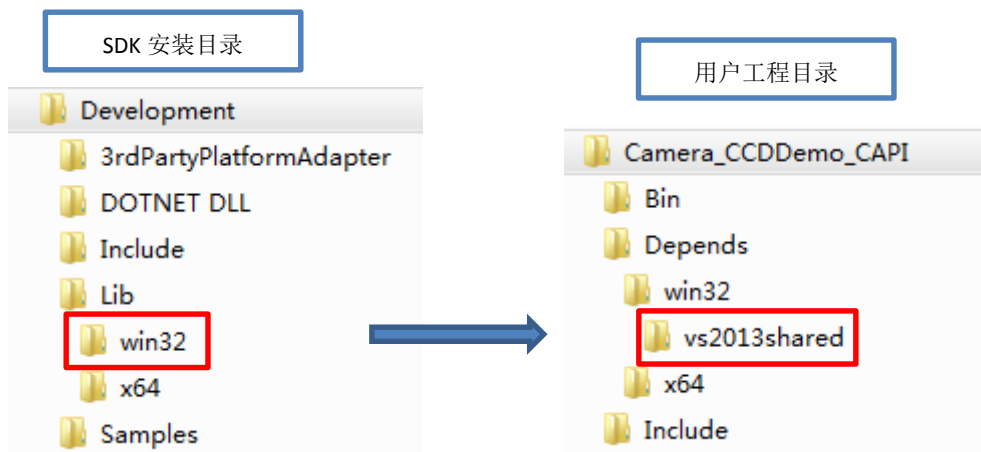 SDK 安装目录
Development
3rdPartyPlatformAdapter
DOTNET DLL
Include
Lib
win32
x64
Samples
用户工程目录
Camera_CCDDemo_CAPI
Bin
Depends
win32
vs2013shared
x64
Include